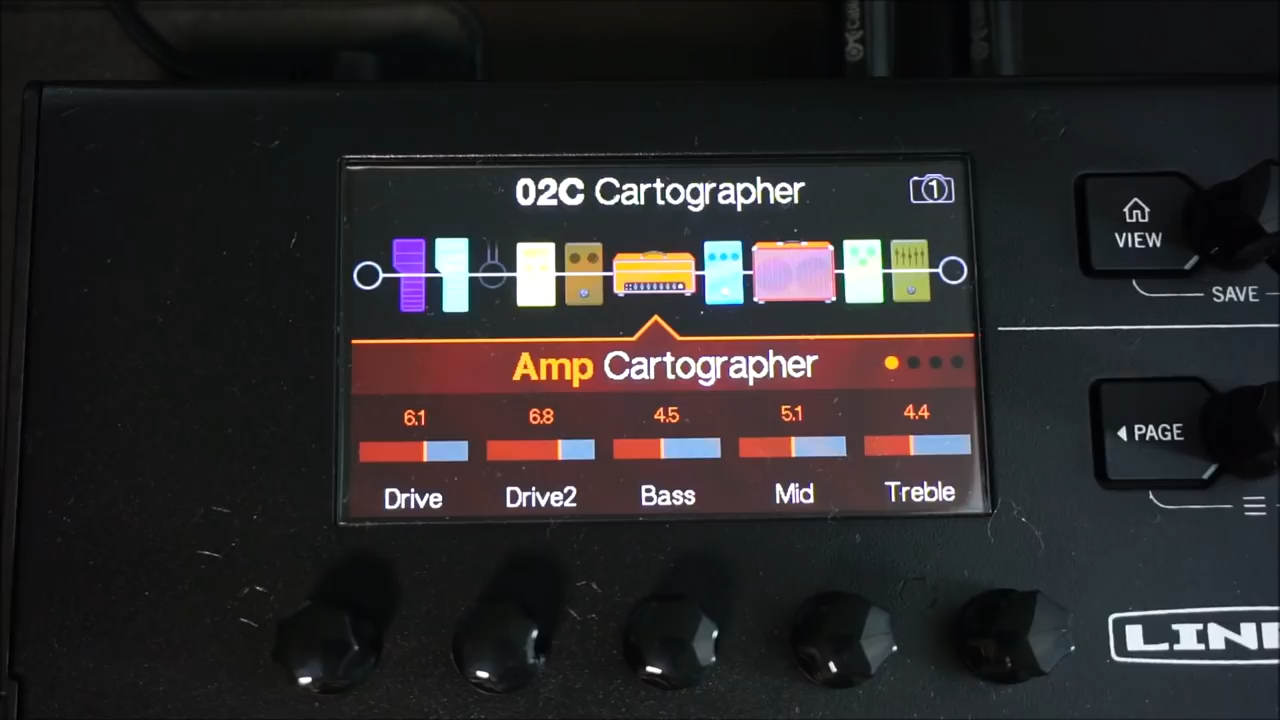 02C Cartographer
1
VIEW
SAVE
Amp Cartographer
6.1 6.8 4.5 5.1 4.4
PAGE
Drive Drive2 Bass Mid Treble